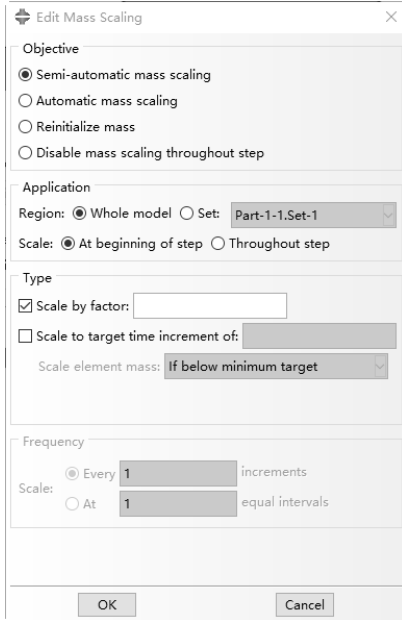 Edit Mass Scaling
Objective
Semi-automatic mass scaling
Automatic mass scaling
Reinitialize mass
Disable mass scaling throughout step
Application
Region: Whole model Set: Part-1-1.Set-1
Scale: At beginning of step Throughout step
Type
Scale by factor:
Scale to target time increment of:
Scale element mass: If below minimum target
Frequency
Scale:
Every 1 increments
At 1 equal intervals
OK Cancel